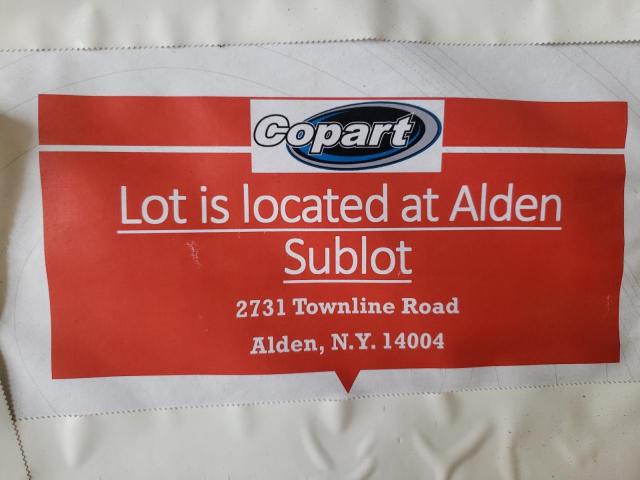 Copart
Lot is located at Alden
Sublot
2731 Townline Road
Alden, N.Y. 14004